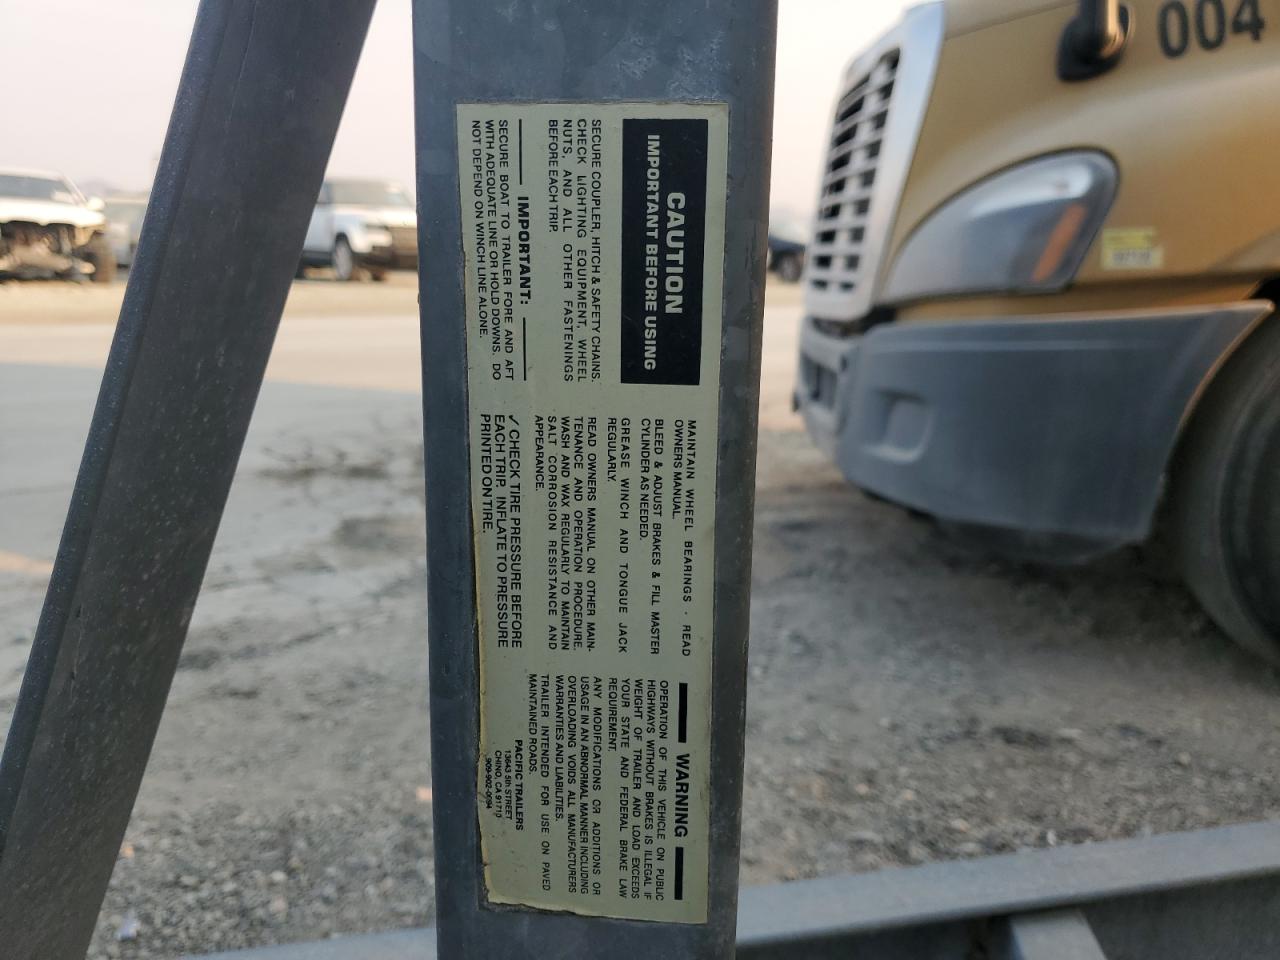 CAUTION
IMPORTANT BEFORE USING
SECURE COUPLER, HITCH & SAFETY CHAINS.
CHECK LIGHTING EQUIPMENT, WHEEL
NUTS, AND ALL OTHER FASTENINGS
BEFORE EACH TRIP.
IMPORTANT:
SECURE BOAT TO TRAILER FORE AND AFT
WITH ADEQUATE LINE OR HOLD DOWNS. DO
NOT DEPEND ON WINCH LINE ALONE.
MAINTAIN WHEEL BEARINGS · READ
OWNERS MANUAL.
BLEED & ADJUST BRAKES & FILL MASTER
CYLINDER AS NEEDED.
GREASE WINCH AND TONGUE JACK
REGULARLY.
READ OWNERS MANUAL ON OTHER MAIN-
TENANCE AND OPERATION PROCEDURE.
WASH AND WAX REGULARLY TO MAINTAIN
SALT CORROSION RESISTANCE AND
APPEARANCE.
✓ CHECK TIRE PRESSURE BEFORE
EACH TRIP. INFLATE TO PRESSURE
PRINTED ON TIRE.
WARNING
OPERATION OF THIS VEHICLE ON PUBLIC
HIGHWAYS WITHOUT BRAKES IS ILLEGAL IF
WEIGHT OF TRAILER AND LOAD EXCEEDS
YOUR STATE AND FEDERAL BRAKE LAW
REQUIREMENT.
ANY MODIFICATIONS OR ADDITIONS OR
USAGE IN AN ABNORMAL MANNER INCLUDING
OVERLOADING VOIDS ALL MANUFACTURERS
WARRANTIES AND LIABILITIES.
TRAILER INTENDED FOR USE ON PAVED
MAINTAINED ROADS.
PACIFIC TRAILERS
13643 5th STREET
CHINO, CA 91710
909-902-0094
004